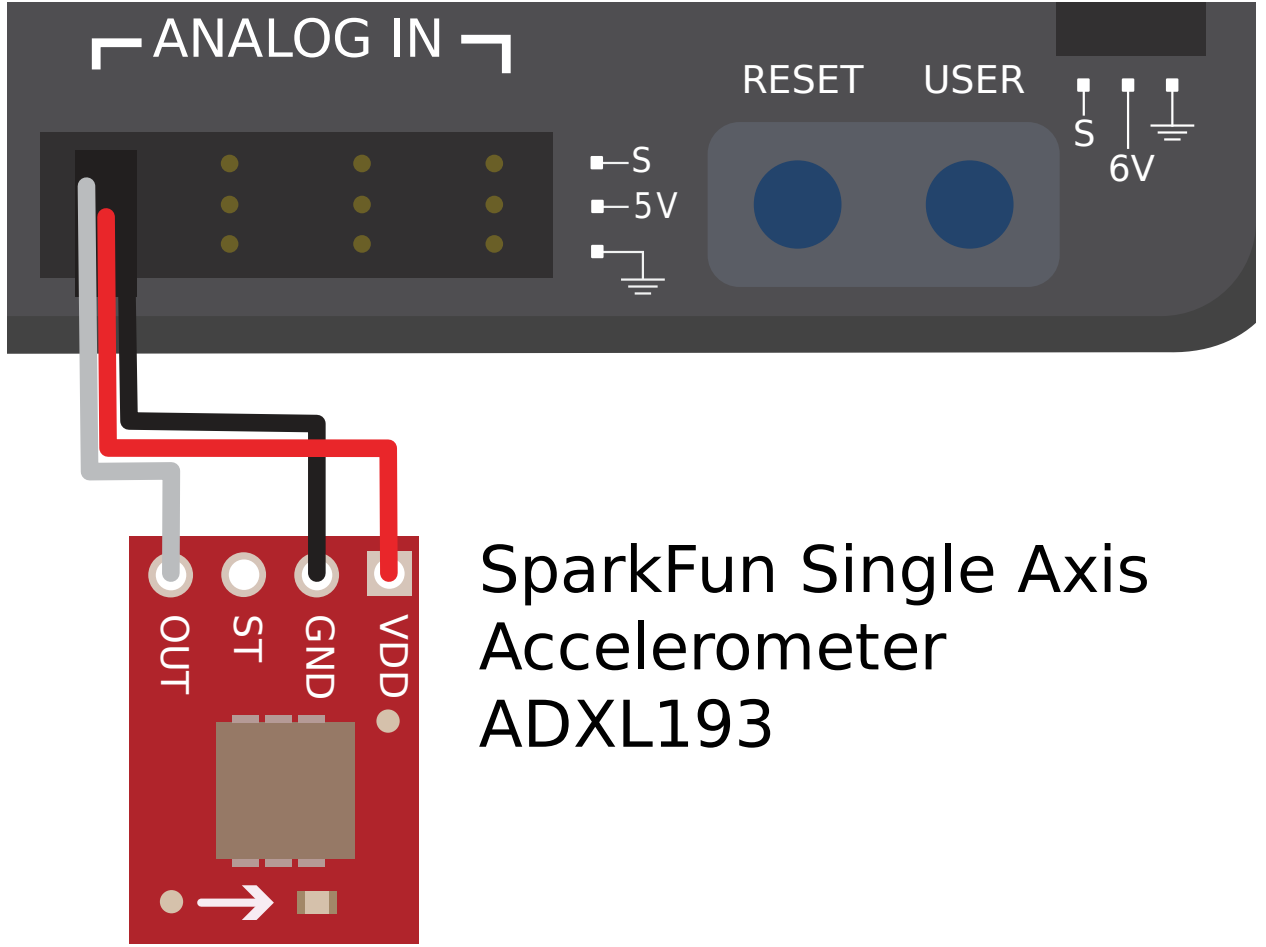 ANALOG IN
RESET
USER
S
6V
S
5V
OUT
ST
GND
VDD
SparkFun Single Axis
Accelerometer
ADXL193